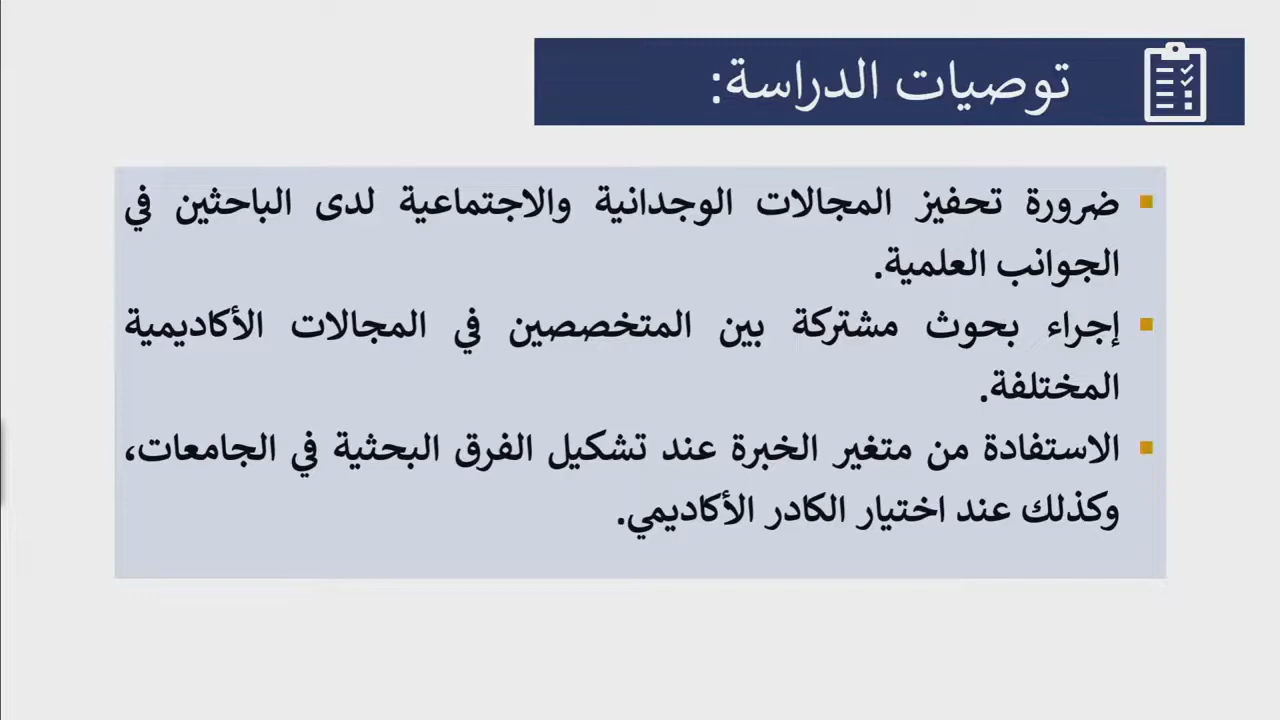 توصيات الدراسة:
ضرورة تحفيز المجالات الوجدانية والاجتماعية لدى الباحثين في
الجوانب العلمية.
إجراء بحوث مشتركة بين المتخصصين في المجالات الأكاديمية
المختلفة.
الاستفادة من متغير الخبرة عند تشكيل الفرق البحثية في الجامعات،
وكذلك عند اختيار الكادر الأكاديمي.